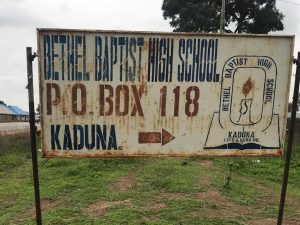 BETHEL BAPTIST HIGH SCHOOL
P.O. BOX 118
KADUNA
BETHEL BAPTIST HIGH SCHOOL
KADUNA